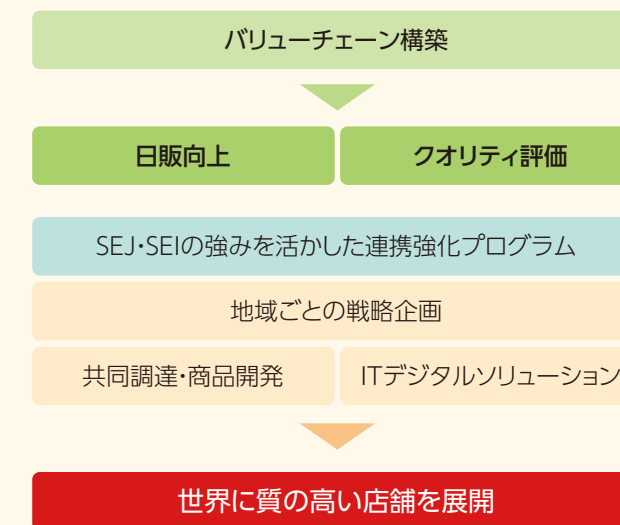 バリューチェーン構築
日販向上
クオリティ評価
SEJ・SEIの強みを活かした連携強化プログラム
地域ごとの戦略企画
共同調達・商品開発
ITデジタルソリューション
世界に質の高い店舗を展開